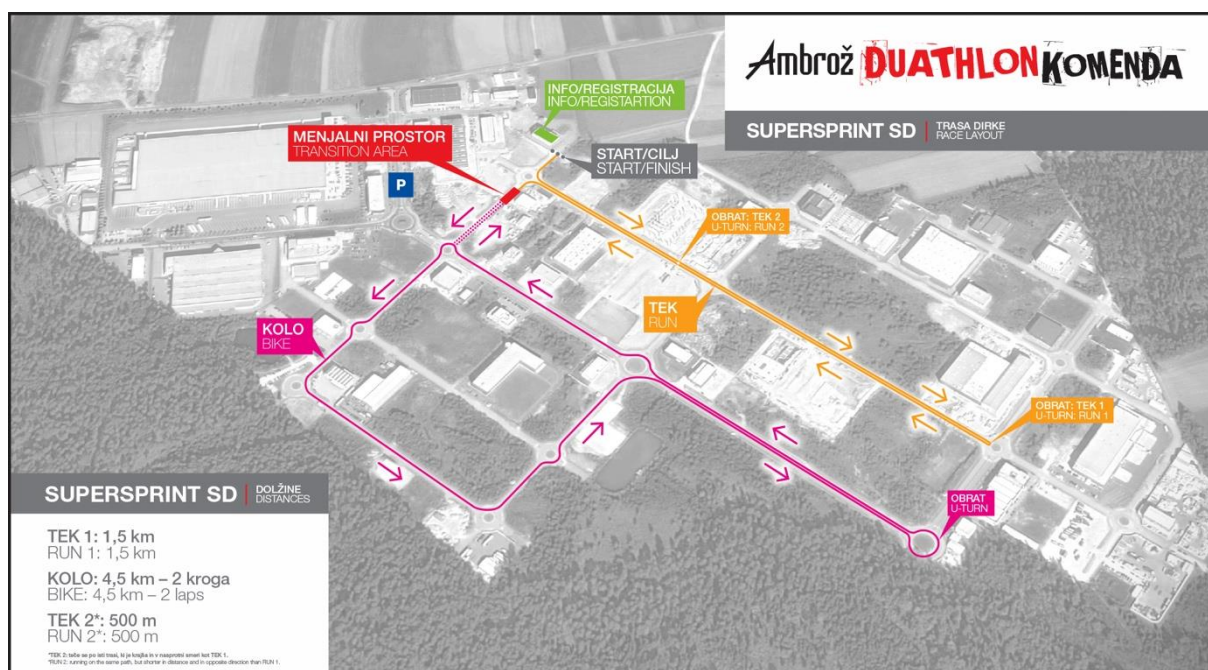 Ambrož DUATHLON KOMENDA
SUPERSPRINT SD
TRASA DIRKE
RACE LAYOUT
INFO/REGISTRACIJA
INFO/REGISTARTION
MENJALNI PROSTOR
TRANSITION AREA
START/CILJ
START/FINISH
P
OBRAT: TEK 2
U-TURN: RUN 2
TEK
RUN
KOLO
BIKE
OBRAT: TEK 1
U-TURN: RUN 1
OBRAT
U-TURN
SUPERSPRINT SD
DOLŽINE
DISTANCES
TEK 1: 1,5 km
RUN 1: 1,5 km
KOLO: 4,5 km – 2 kroga
BIKE: 4,5 km – 2 laps
TEK 2*: 500 m
RUN 2*: 500 m
*TEK 2: teče se po isti trasi, ki je krajša in v nasprotni smeri kot TEK 1.
*RUN 2: running on the same path, but shorter in distance and in opposite direction than RUN 1.